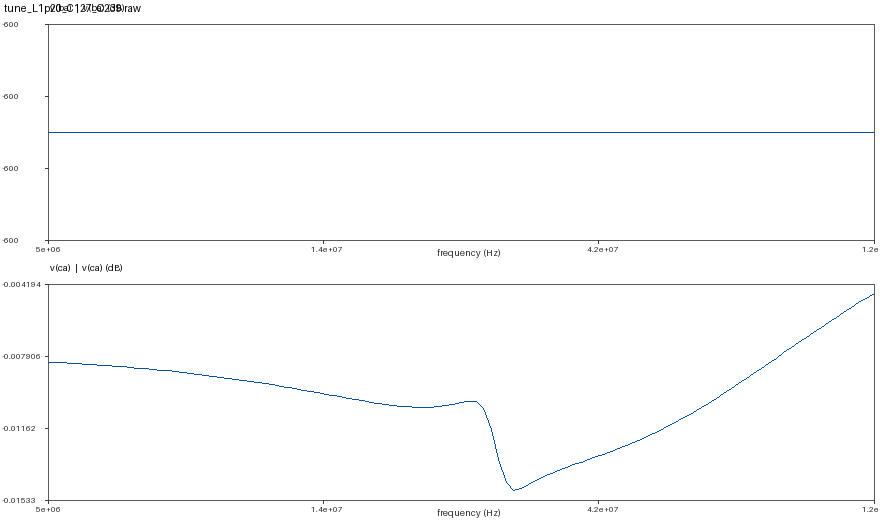 -600
-600
-600
-600
5e+06 1.4e+07 4.2e+07 1.2e
frequency (Hz)
v(ca) | v(ca) (dB)
-0.004194
-0.007906
-0.01162
-0.01533
5e+06 1.4e+07 4.2e+07 1.2e
frequency (Hz)